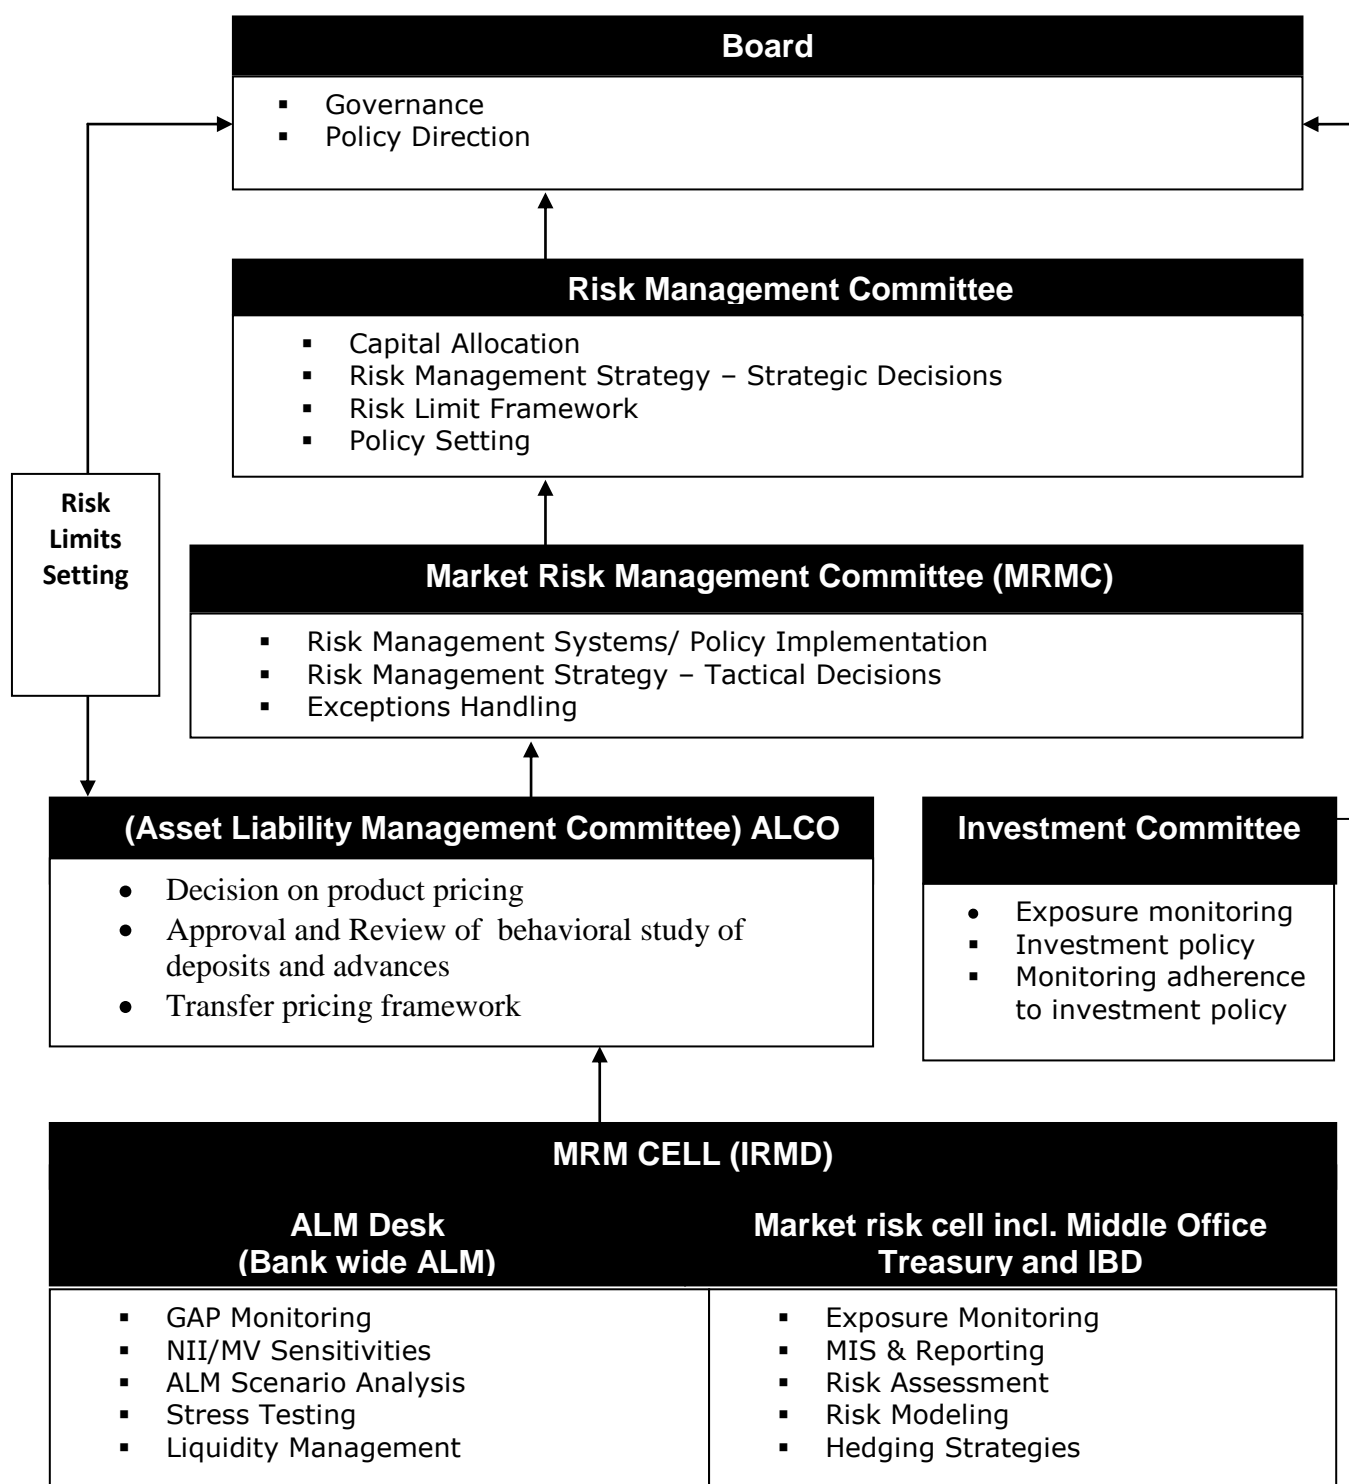 Board
▪ Governance
▪ Policy Direction
Risk Management Committee
▪ Capital Allocation
▪ Risk Management Strategy – Strategic Decisions
▪ Risk Limit Framework
▪ Policy Setting
Risk
Limits
Setting
Market Risk Management Committee (MRMC)
▪ Risk Management Systems/ Policy Implementation
▪ Risk Management Strategy – Tactical Decisions
▪ Exceptions Handling
(Asset Liability Management Committee) ALCO
● Decision on product pricing
● Approval and Review of behavioral study of
deposits and advances
● Transfer pricing framework
Investment Committee
● Exposure monitoring
▪ Investment policy
▪ Monitoring adherence
to investment policy
MRM CELL (IRMD)
ALM Desk
(Bank wide ALM)
▪ GAP Monitoring
▪ NII/MV Sensitivities
▪ ALM Scenario Analysis
▪ Stress Testing
▪ Liquidity Management
Market risk cell incl. Middle Office
Treasury and IBD
▪ Exposure Monitoring
▪ MIS & Reporting
▪ Risk Assessment
▪ Risk Modeling
▪ Hedging Strategies